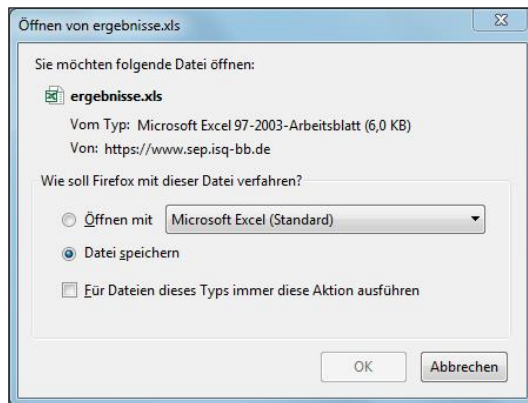 Öffnen von ergebnisse.xls
Sie möchten folgende Datei öffnen:
ergebnisse.xls
Vom Typ: Microsoft Excel 97-2003-Arbeitsblatt (6,0 KB)
Von: https://www.sep.isq-bb.de
Wie soll Firefox mit dieser Datei verfahren?
Öffnen mit Microsoft Excel (Standard)
Datei speichern
Für Dateien dieses Typs immer diese Aktion ausführen
OK Abbrechen